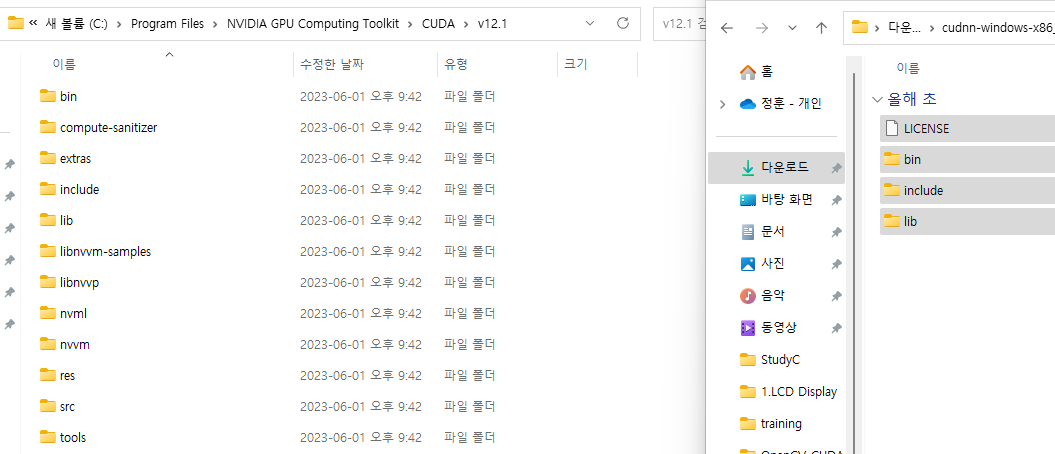 « 새 볼륨 (C:) > Program Files > NVIDIA GPU Computing Toolkit > CUDA > v12.1
v12.1 검
이름 수정한 날짜 유형 크기
bin 2023-06-01 오후 9:42 파일 폴더
compute-sanitizer 2023-06-01 오후 9:42 파일 폴더
extras 2023-06-01 오후 9:42 파일 폴더
include 2023-06-01 오후 9:42 파일 폴더
lib 2023-06-01 오후 9:42 파일 폴더
libnvvm-samples 2023-06-01 오후 9:42 파일 폴더
libnvvp 2023-06-01 오후 9:42 파일 폴더
nvml 2023-06-01 오후 9:42 파일 폴더
nvvm 2023-06-01 오후 9:42 파일 폴더
res 2023-06-01 오후 9:42 파일 폴더
src 2023-06-01 오후 9:42 파일 폴더
tools 2023-06-01 오후 9:42 파일 폴더
> 다운... > cudnn-windows-x86_
홈
정훈 - 개인
다운로드
바탕 화면
문서
사진
음악
동영상
StudyC
1.LCD Display
training
OpenCV-CUDA
이름
올해 초
LICENSE
bin
include
lib